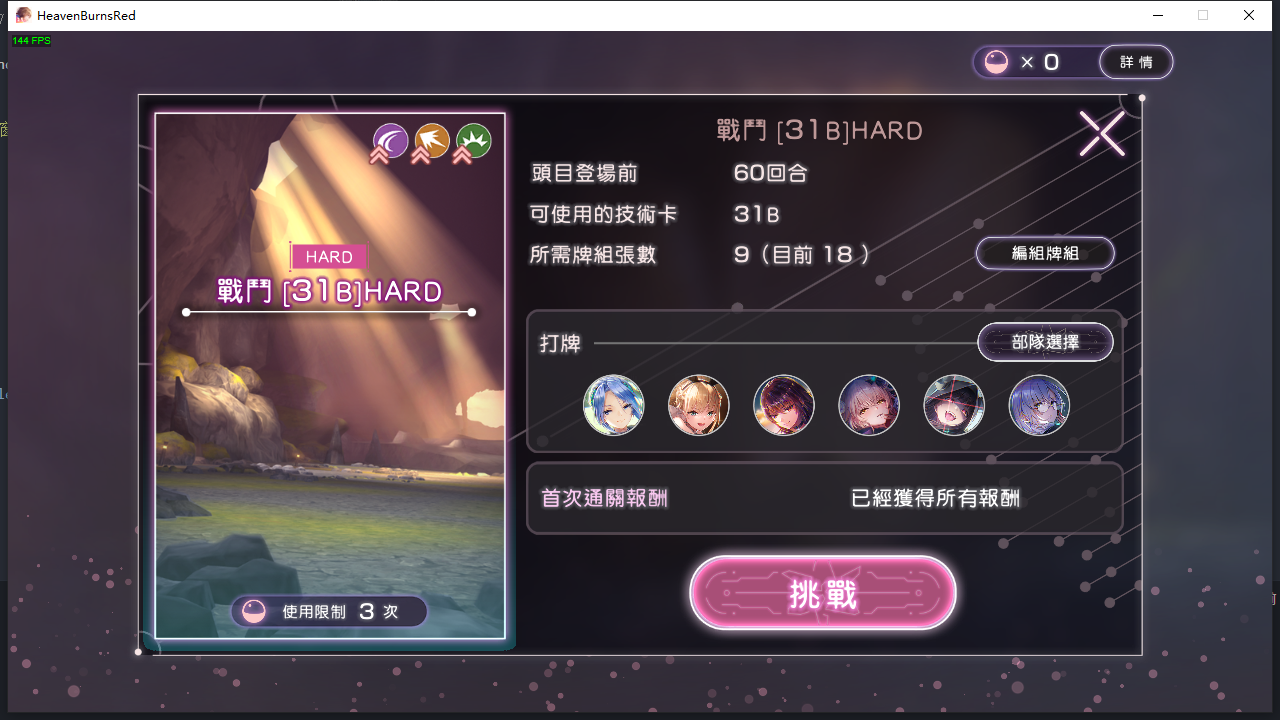 HeavenBurnsRed
144 FPS
× 0
詳情
戰鬥 [31B]HARD
頭目登場前 60回合
可使用的技術卡 31B
所需牌組張數 9（目前 18 ）
編組牌組
HARD
戰鬥 [31B]HARD
打牌
部隊選擇
首次通關報酬 已經獲得所有報酬
挑戰
使用限制 3 次